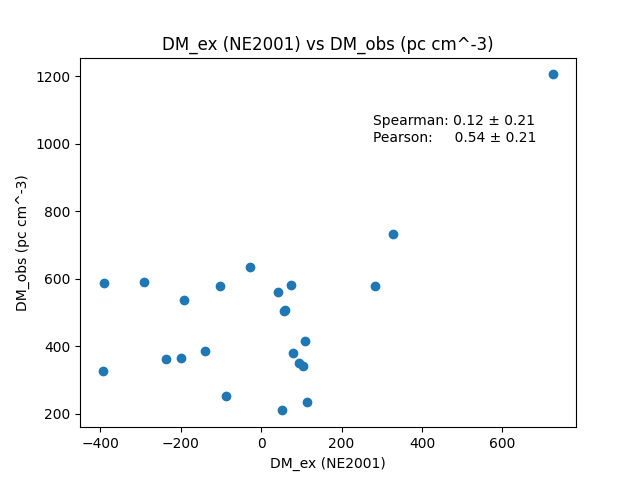 DM_ex (NE2001) vs DM_obs (pc cm^-3)
1200
Spearman: 0.12 ± 0.21
Pearson: 0.54 ± 0.21
1000
800
600
400
200
DM_obs (pc cm^-3)
−400 −200 0 200 400 600
DM_ex (NE2001)